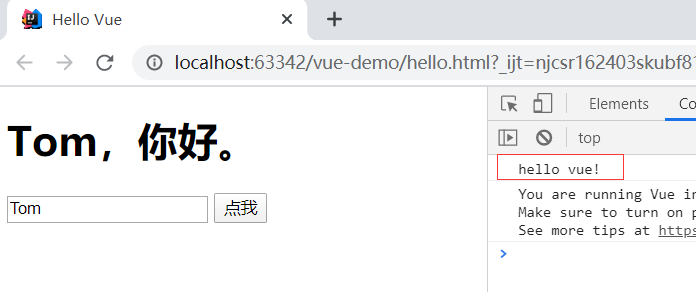 Hello Vue
localhost:63342/vue-demo/hello.html?_ijt=njcsr162403skubf81
Tom，你好。
Tom
点我
Elements
top
hello vue!
You are running Vue in
Make sure to turn on p
See more tips at https